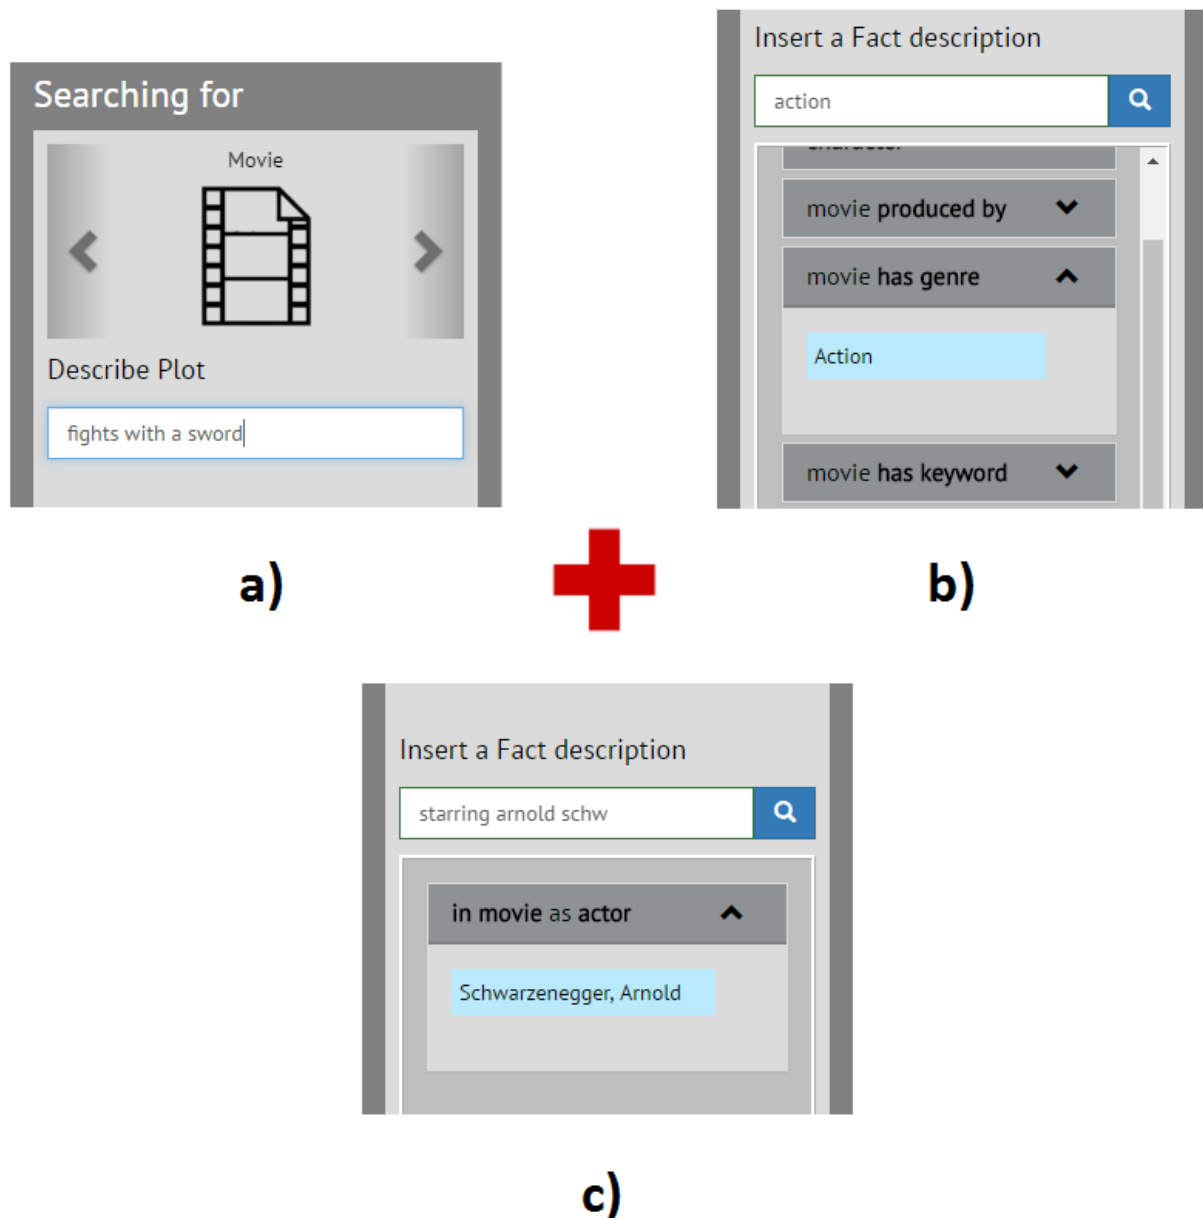 Searching for
Movie
Describe Plot
fights with a sword
a)
Insert a Fact description
action
movie produced by
movie has genre
Action
movie has keyword
b)
Insert a Fact description
starring arnold schw
in movie as actor
Schwarzenegger, Arnold
c)